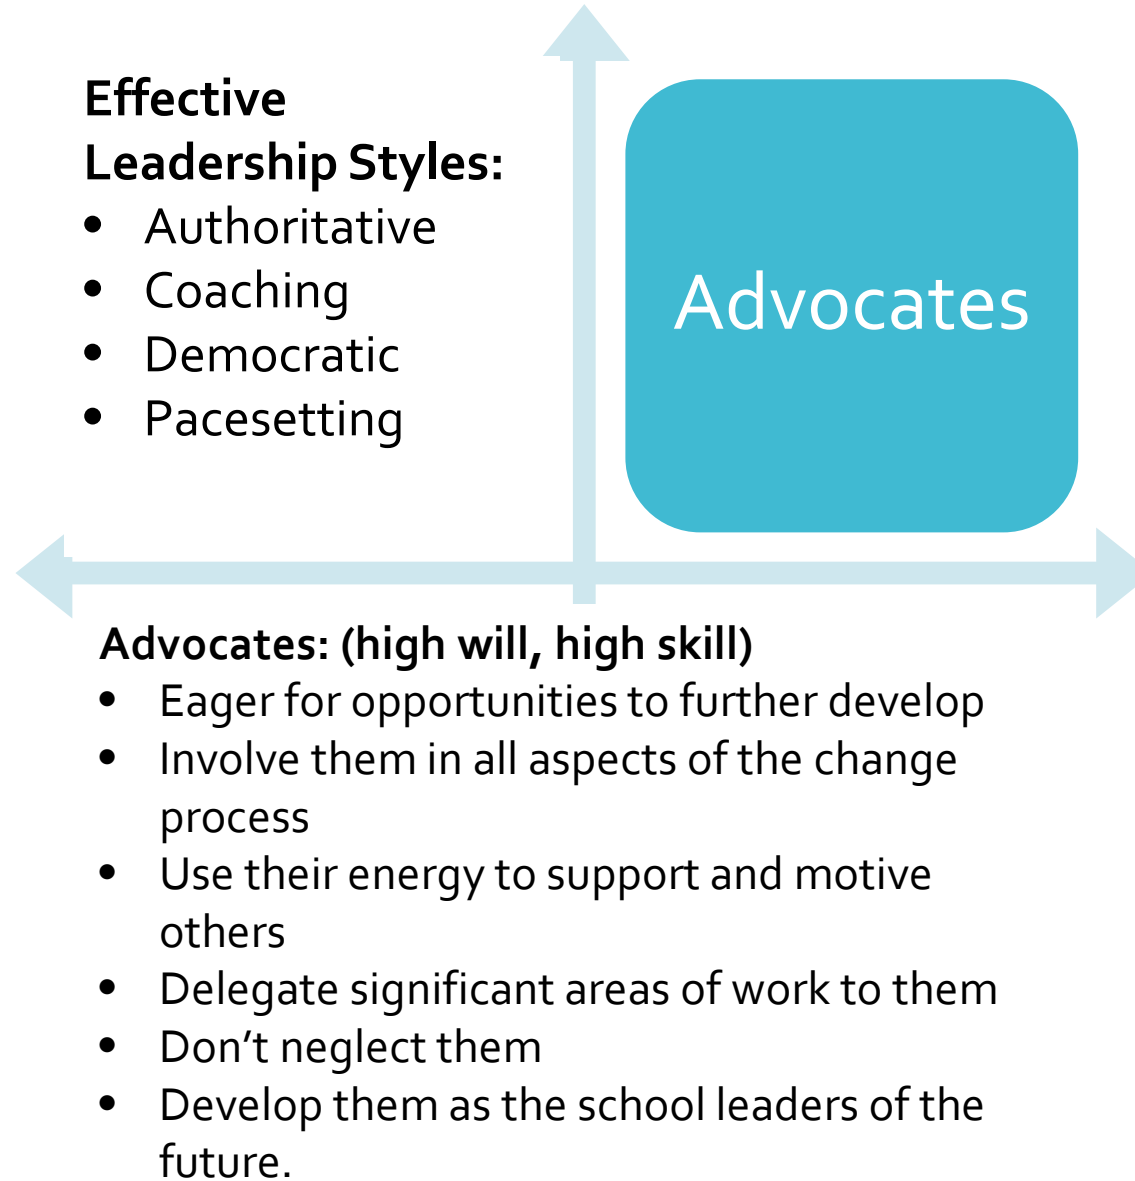 Effective
Leadership Styles:
• Authoritative
• Coaching
• Democratic
• Pacesetting
Advocates
Advocates: (high will, high skill)
• Eager for opportunities to further develop
• Involve them in all aspects of the change
process
• Use their energy to support and motive
others
• Delegate significant areas of work to them
• Don’t neglect them
• Develop them as the school leaders of the
future.